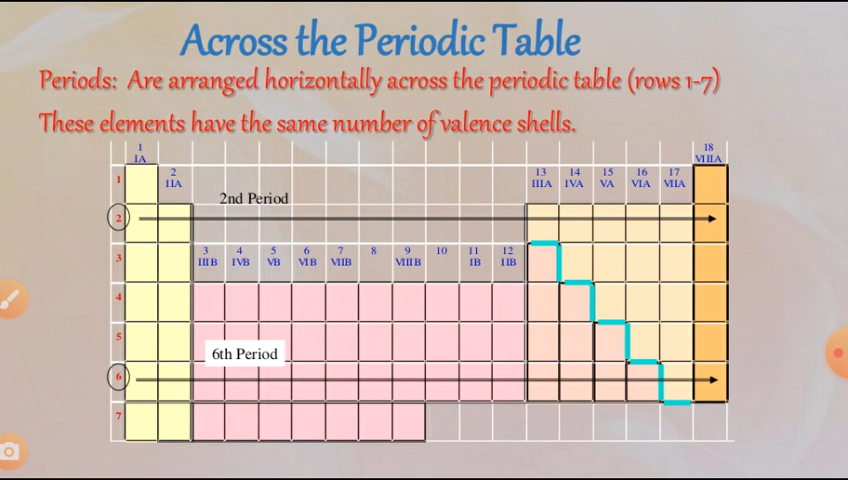 Across the Periodic Table
Periods: Are arranged horizontally across the periodic table (rows 1-7)
These elements have the same number of valence shells.
1
IA
18
VIIIA
2
IIA
13
IIIA
14
IVA
15
VA
16
VIA
17
VIIA
1
2nd Period
2
3
IIIB
4
IVB
5
VB
6
VIB
7
VIIB
8
9
VIIIB
10
11
IB
12
IIB
3
4
5
6th Period
6
7